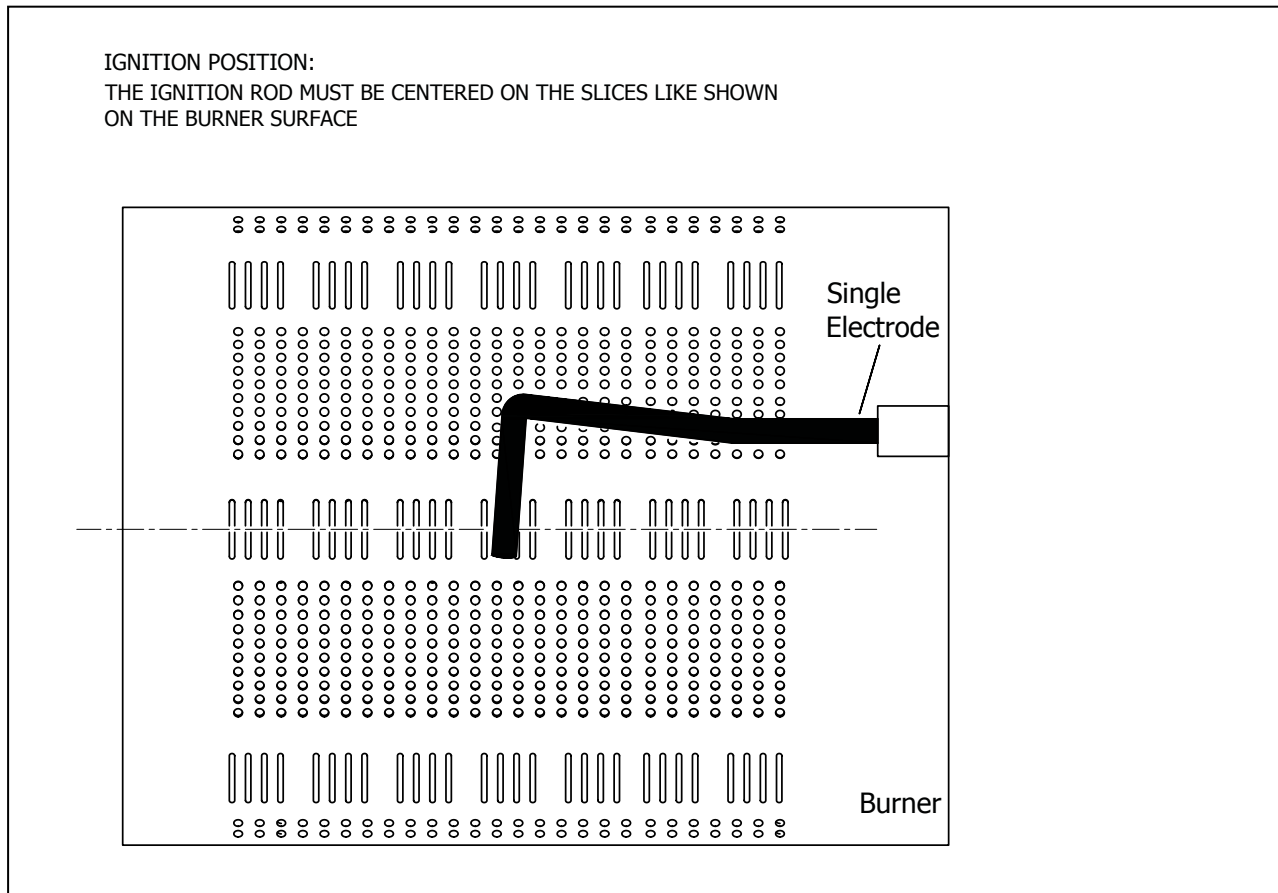 IGNITION POSITION:
THE IGNITION ROD MUST BE CENTERED ON THE SLICES LIKE SHOWN
ON THE BURNER SURFACE
Single
Electrode
Burner